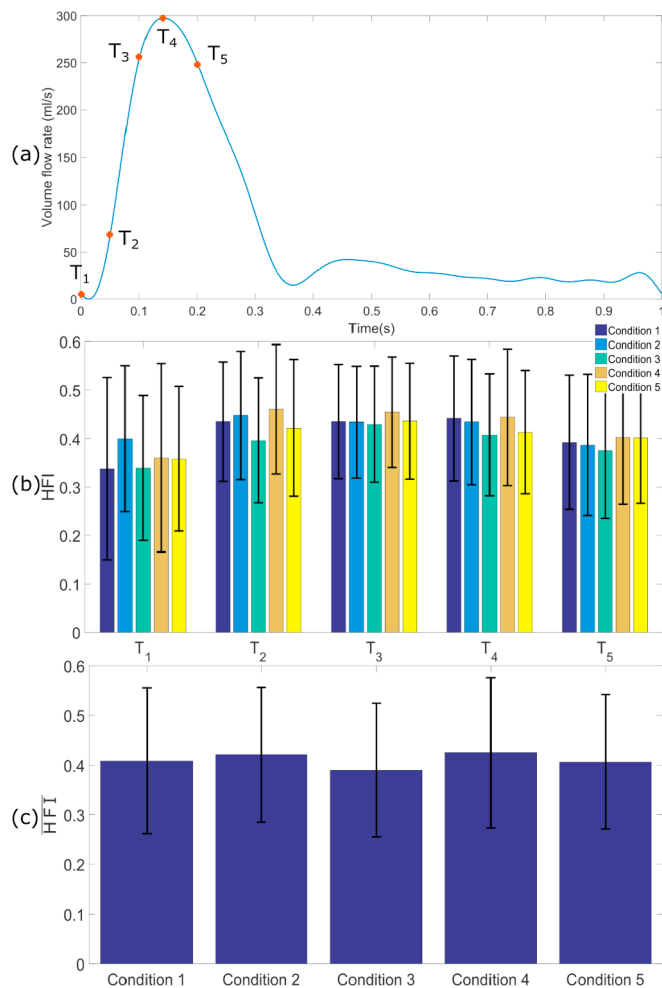 300
250
200
150
100
50
0
Volume flow rate (ml/s)
(a)
T1
T2
T3
T4
T5
0 0.1 0.2 0.3 0.4 0.5 0.6 0.7 0.8 0.9 1
Time(s)
Condition 1
Condition 2
Condition 3
Condition 4
Condition 5
0.6
0.5
0.4
0.3
0.2
0.1
0
(b)
HFI
T1 T2 T3 T4 T5
0.6
0.5
0.4
0.3
0.2
0.1
0
(c)
HFI
Condition 1 Condition 2 Condition 3 Condition 4 Condition 5